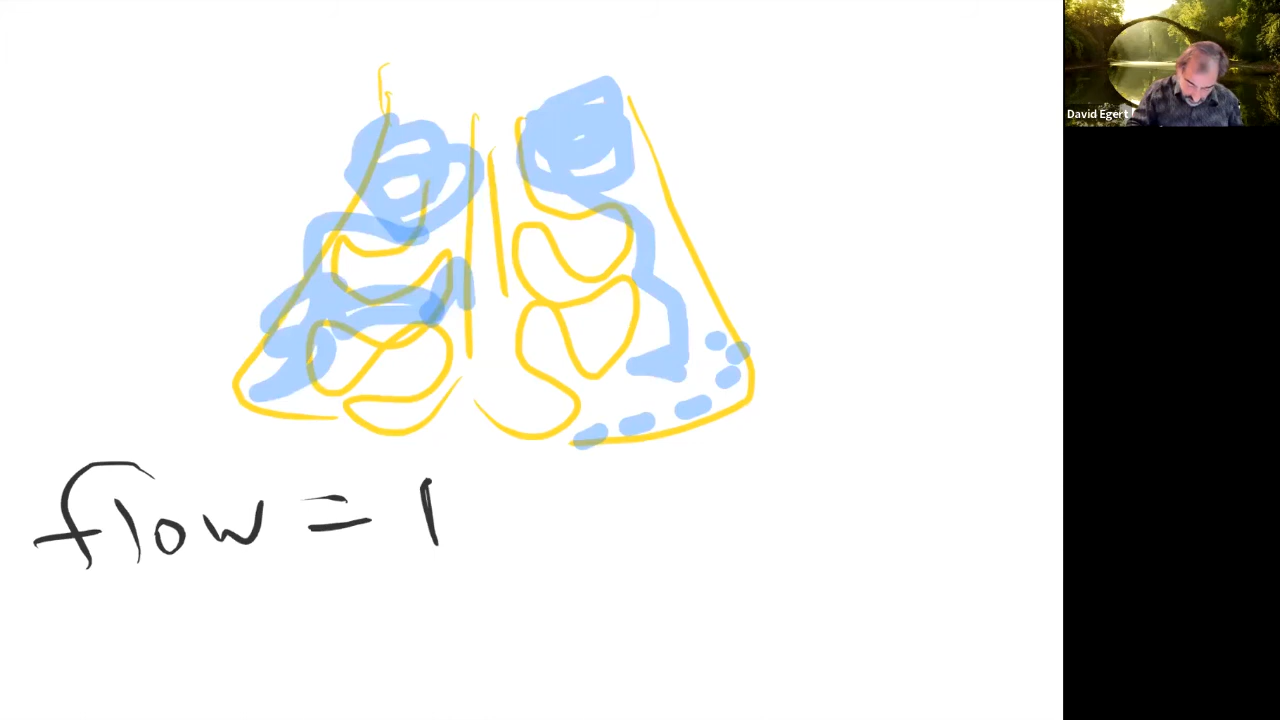 David Egert
flow = 1